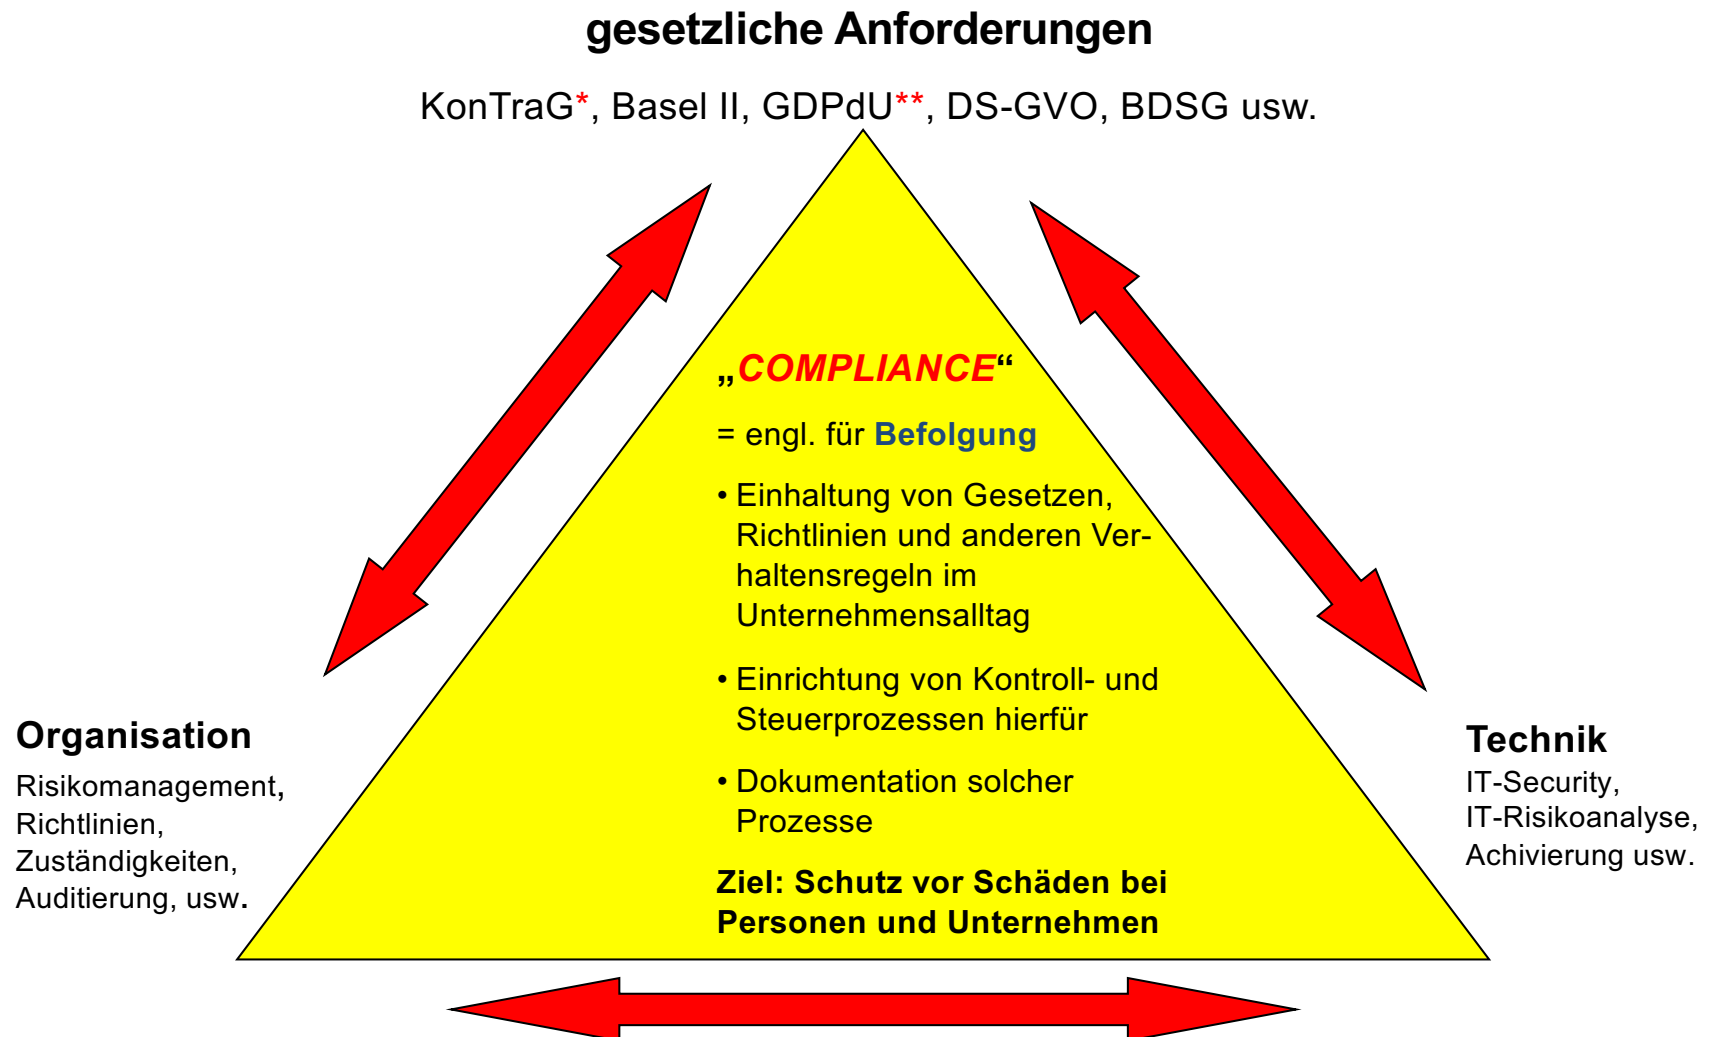 gesetzliche Anforderungen
KonTraG*, Basel II, GDPdU**, DS-GVO, BDSG usw.
„COMPLIANCE“
= engl. für Befolgung
• Einhaltung von Gesetzen,
Richtlinien und anderen Ver-
haltensregeln im
Unternehmensalltag
• Einrichtung von Kontroll- und
Steuerprozessen hierfür
• Dokumentation solcher
Prozesse
Ziel: Schutz vor Schäden bei
Personen und Unternehmen
Organisation
Risikomanagement,
Richtlinien,
Zuständigkeiten,
Auditierung, usw.
Technik
IT-Security,
IT-Risikoanalyse,
Achivierung usw.